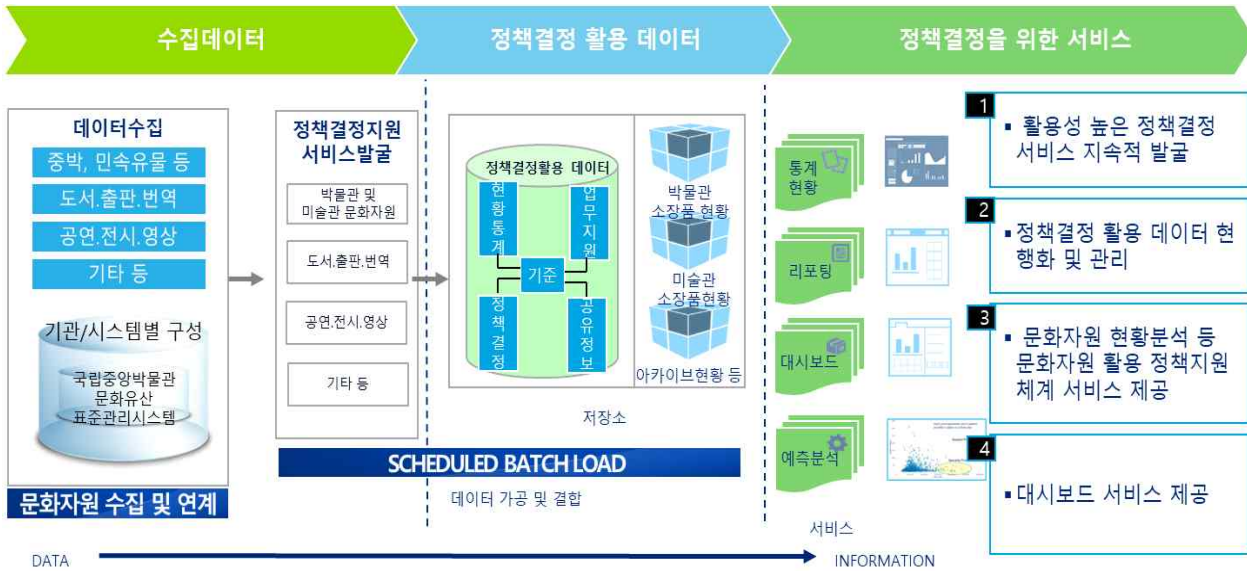 수집데이터
정책결정 활용 데이터
정책결정을 위한 서비스
데이터수집
중박, 민속유물 등
도서.출판.번역
공연.전시.영상
기타 등
기관/시스템별 구성
국립중앙박물관
문화유산
표준관리시스템
문화자원 수집 및 연계
정책결정지원
서비스발굴
박물관 및
미술관 문화자원
도서.출판.번역
공연.전시.영상
기타 등
정책결정활용 데이터
현황통계
업무지원
기준
정책결정
공유정보
박물관
소장품 현황
미술관
소장품현황
아카이브현황 등
저장소
SCHEDULED BATCH LOAD
데이터 가공 및 결합
통계
현황
리포팅
대시보드
예측분석
서비스
1
▪ 활용성 높은 정책결정
서비스 지속적 발굴
2
▪정책결정 활용 데이터 현
행화 및 관리
3
▪ 문화자원 현황분석 등
문화자원 활용 정책지원
체계 서비스 제공
4
▪대시보드 서비스 제공
DATA
INFORMATION